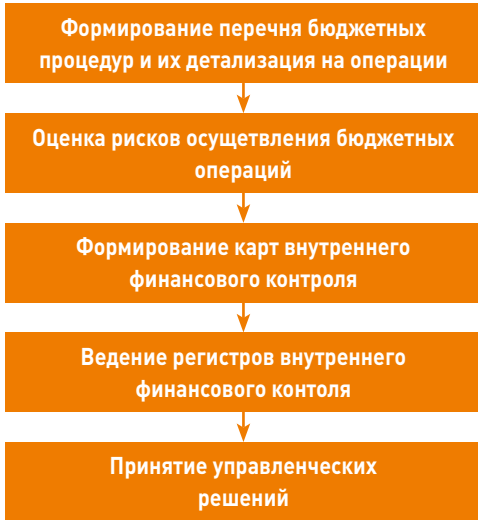 Формирование перечня бюджетных
процедур и их детализация на операции
Оценка рисков осущетвления бюджетных
операций
Формирование карт внутреннего
финансового контроля
Ведение регистров внутреннего
финансового контоля
Принятие управленческих
решений